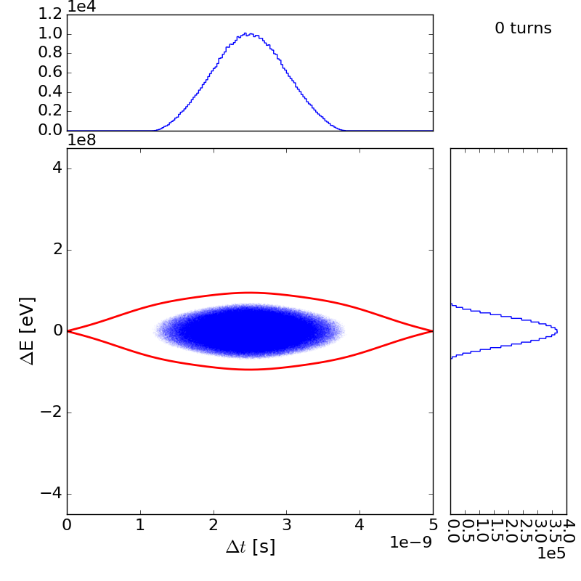 1e4
0 turns
1.2
1.0
0.8
0.6
0.4
0.2
0.0
1e8
4
2
0
−2
−4
ΔE [eV]
0 1 2 3 4 5
Δt [s]
1e−9
0.0 0.5 1.0 1.5 2.0 2.5 3.0 3.5 4.0
1e5